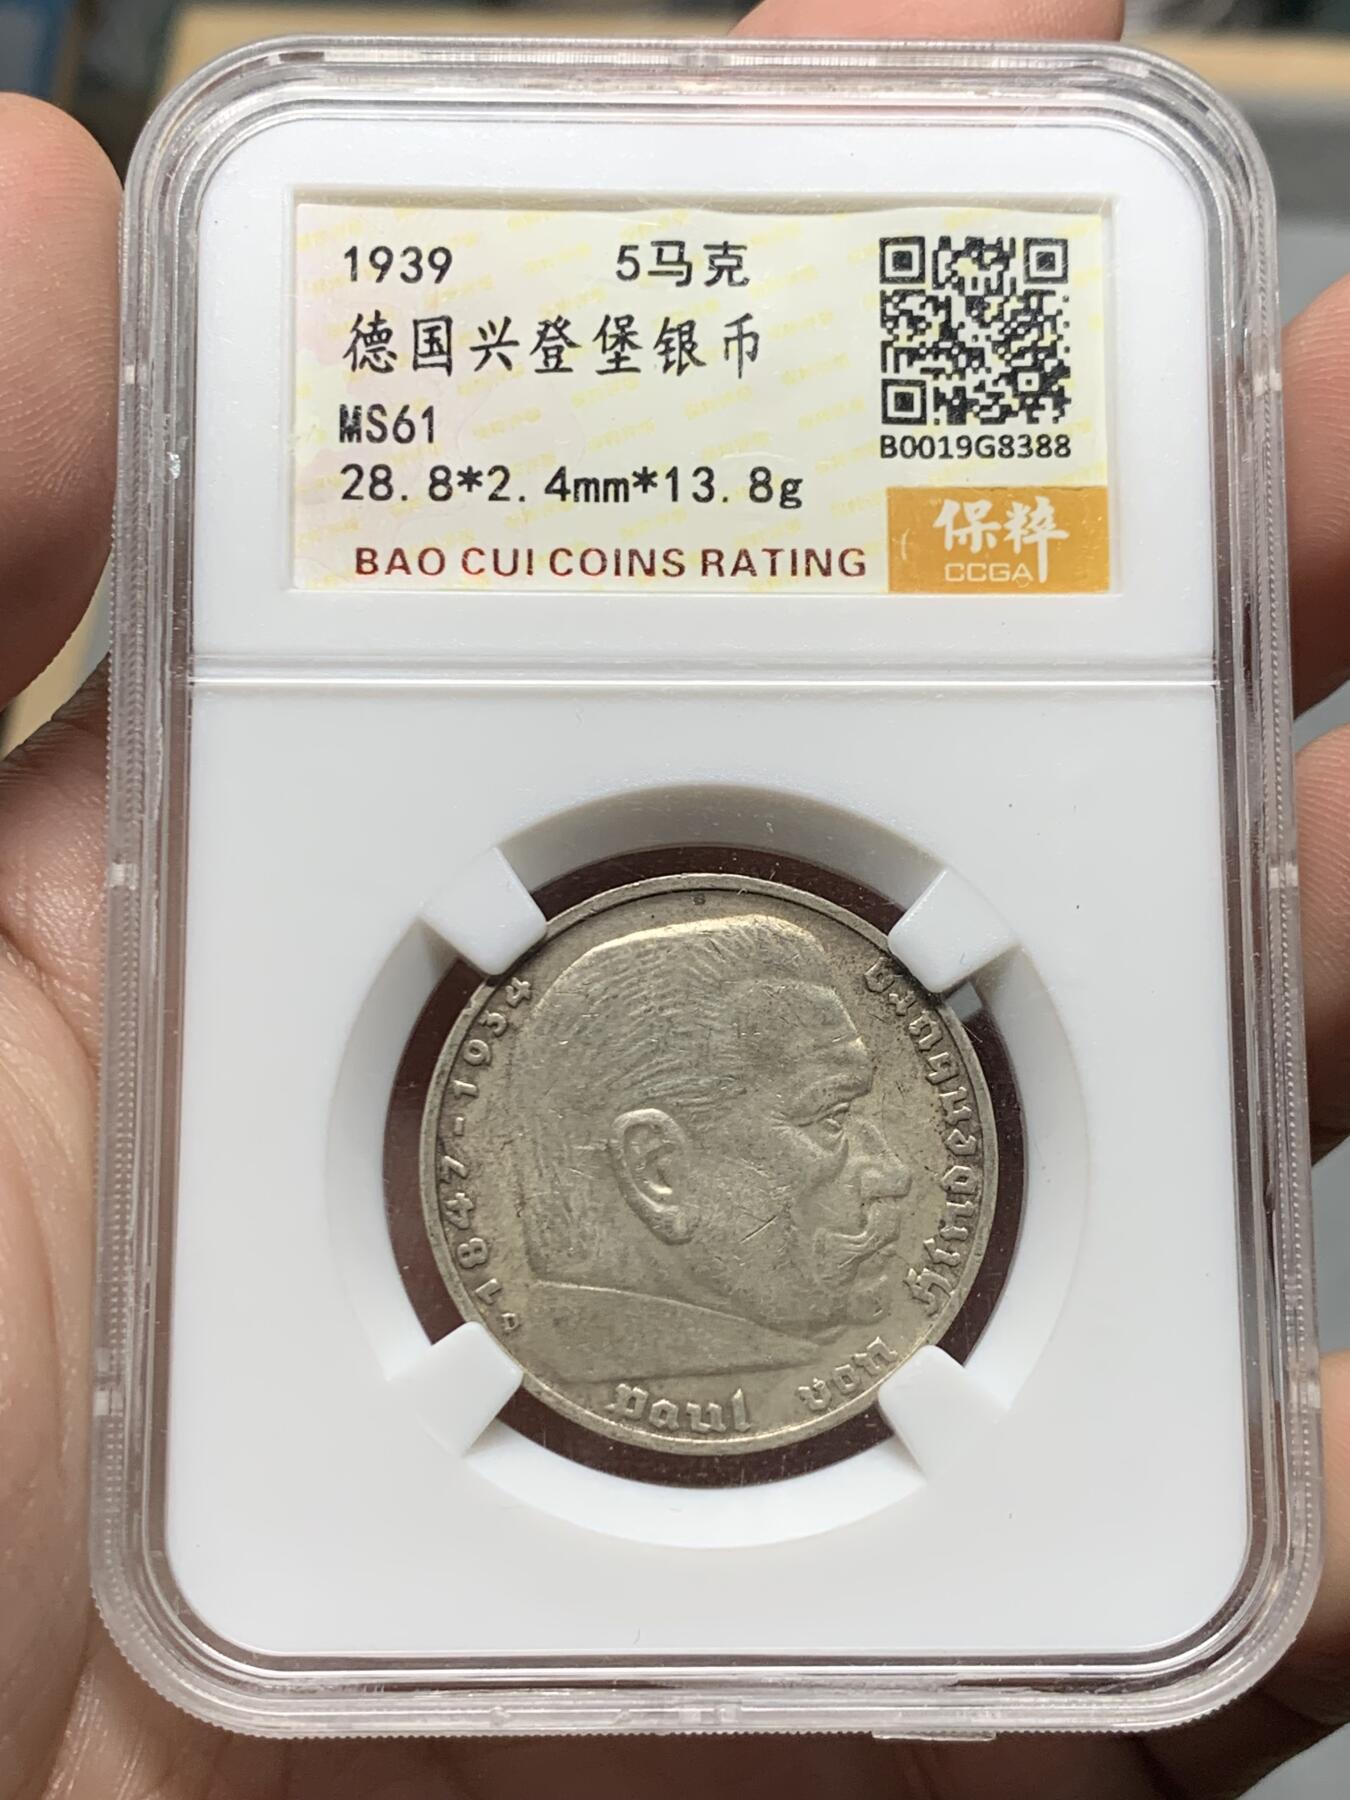 1939 5马克
德国兴登堡银币
MS61
28.8*2.4mm*13.8g
B0019G8388
BAO CUI COINS RATING
保粹
CCGA
1847-1934
D
Paul von Hindenburg